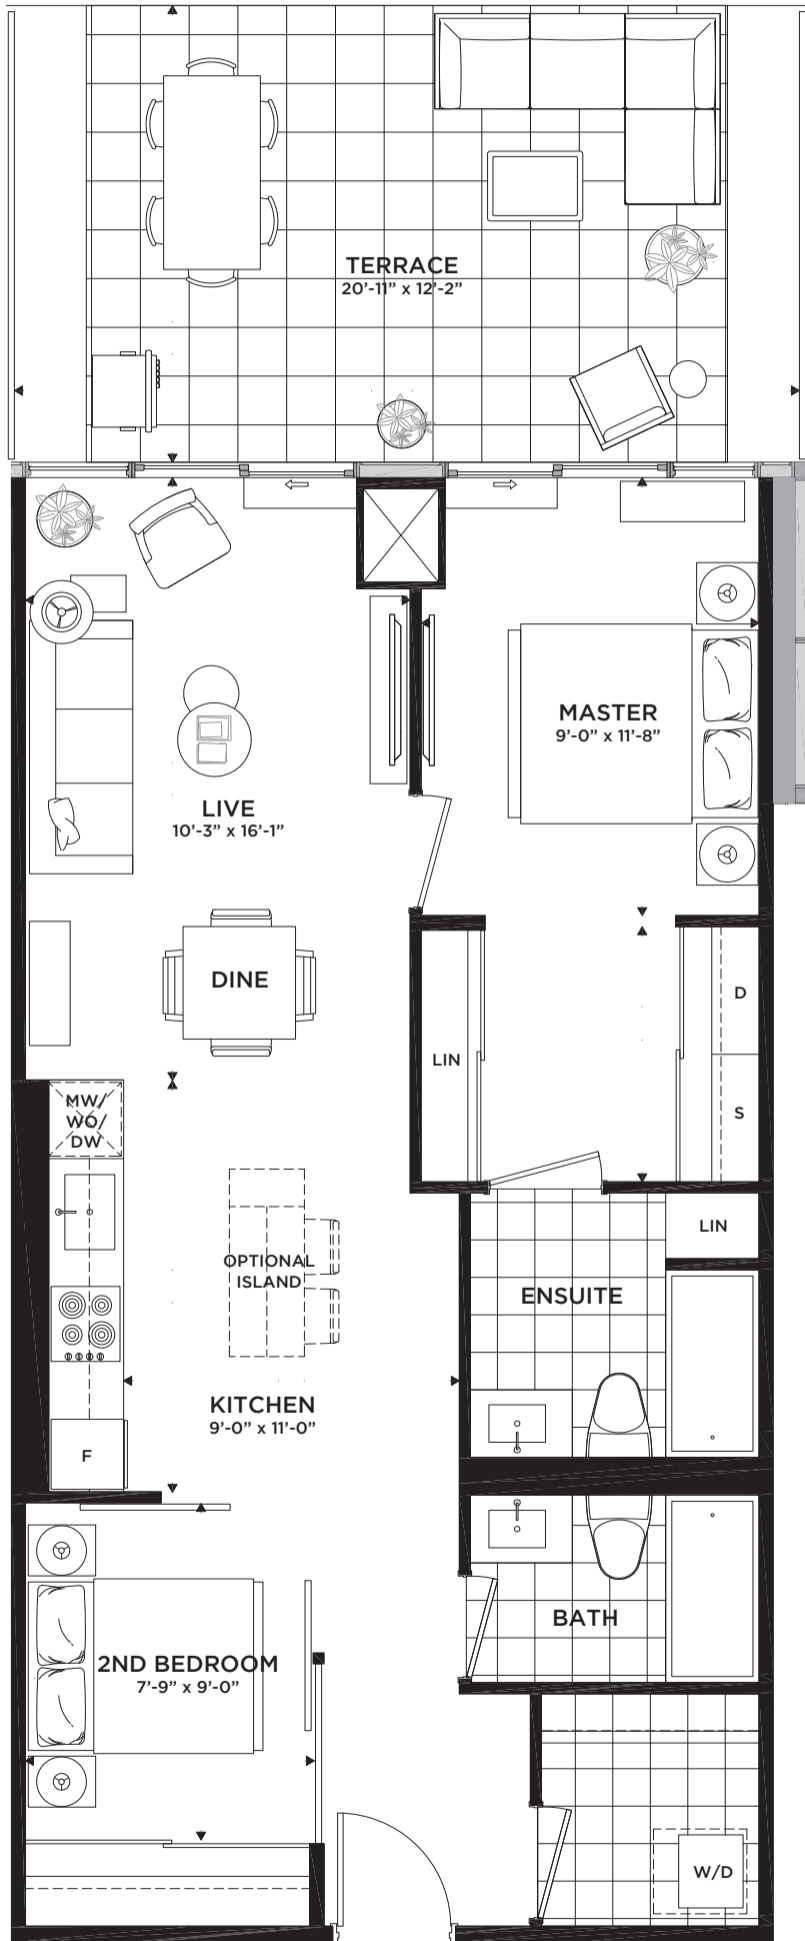 TERRACE
20’-11” x 12’-2”
MASTER
9’-0” x 11’-8”
LIVE
10’-3” x 16’-1”
DINE
LIN
D
S
MW/
WO/
DW
LIN
OPTIONAL
ISLAND
ENSUITE
KITCHEN
9’-0” x 11’-0”
F
BATH
2ND BEDROOM
7’-9” x 9’-0”
W/D